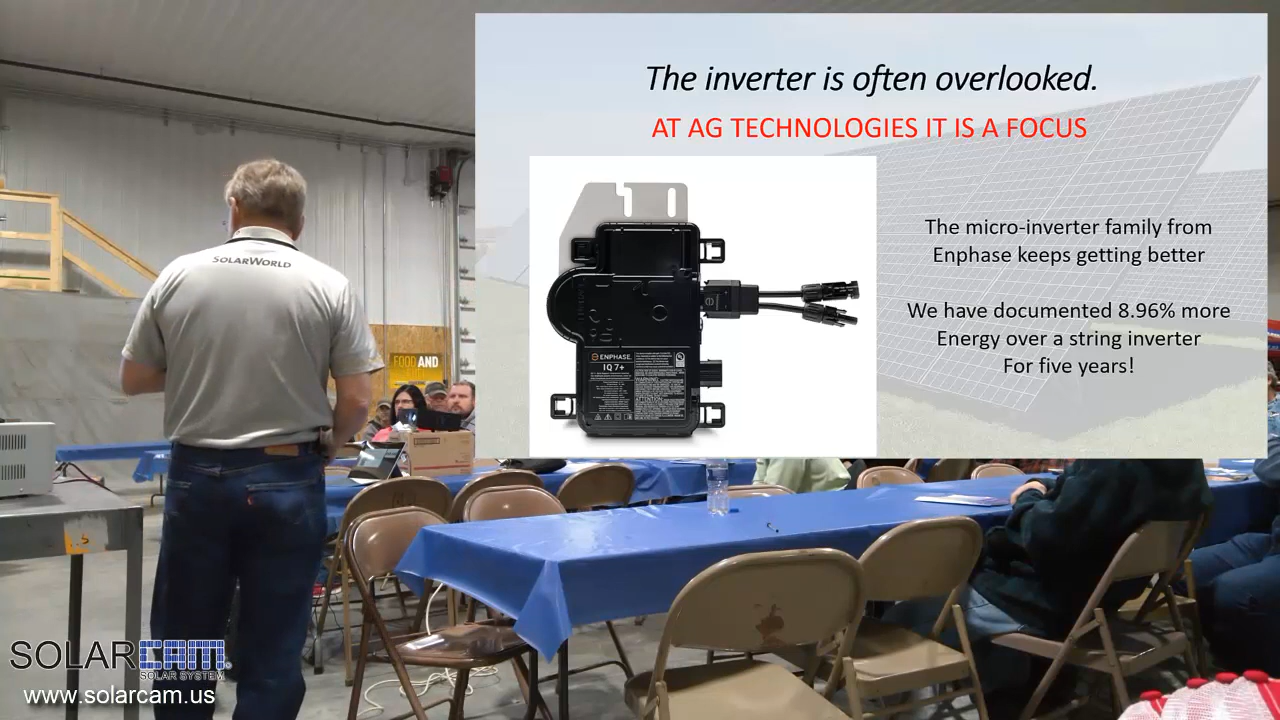 The inverter is often overlooked.
AT AG TECHNOLOGIES IT IS A FOCUS
SOLARWORLD
The micro-inverter family from
Enphase keeps getting better
We have documented 8.96% more
Energy over a string inverter
For five years!
ENPHASE.
IQ 7+
WARNING
ATTENTION
FOOD AND
SOLARCAM
SOLAR SYSTEM
www.solarcam.us